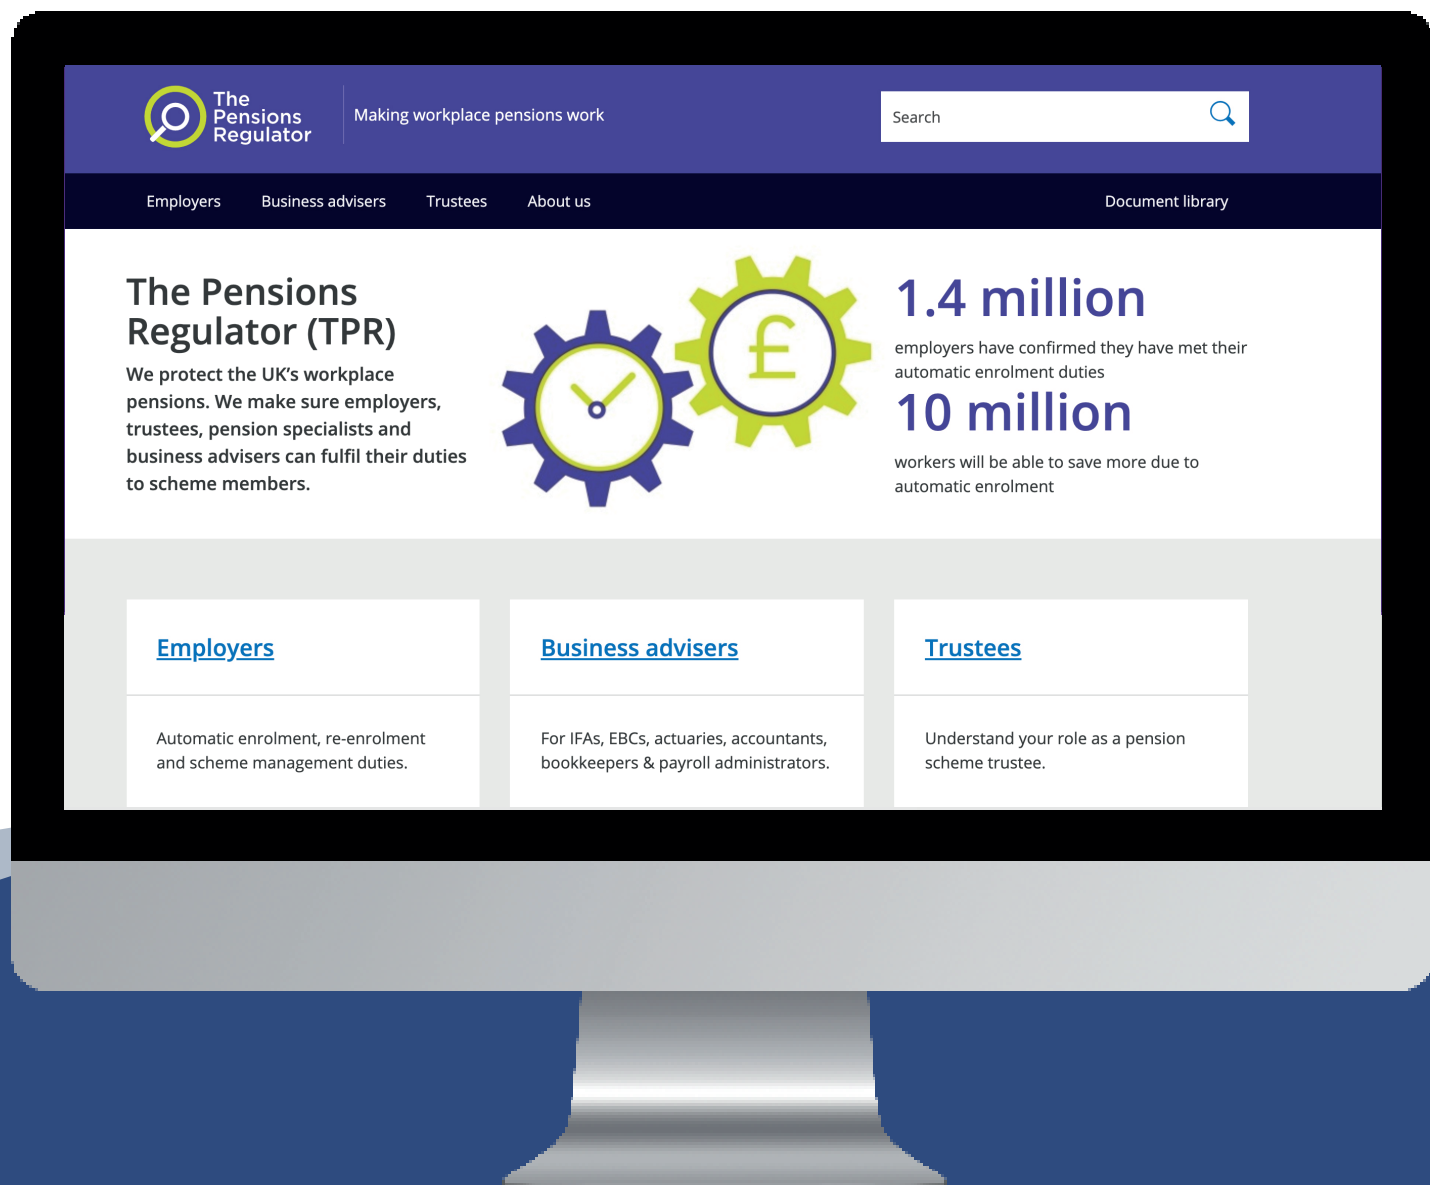 The
Pensions
Regulator
Making workplace pensions work
Search
Employers
Business advisers
Trustees
About us
Document library
The Pensions
Regulator (TPR)
We protect the UK’s workplace
pensions. We make sure employers,
trustees, pension specialists and
business advisers can fulfil their duties
to scheme members.
£
1.4 million
employers have confirmed they have met their
automatic enrolment duties
10 million
workers will be able to save more due to
automatic enrolment
Employers
Automatic enrolment, re-enrolment
and scheme management duties.
Business advisers
For IFAs, EBCs, actuaries, accountants,
bookkeepers & payroll administrators.
Trustees
Understand your role as a pension
scheme trustee.